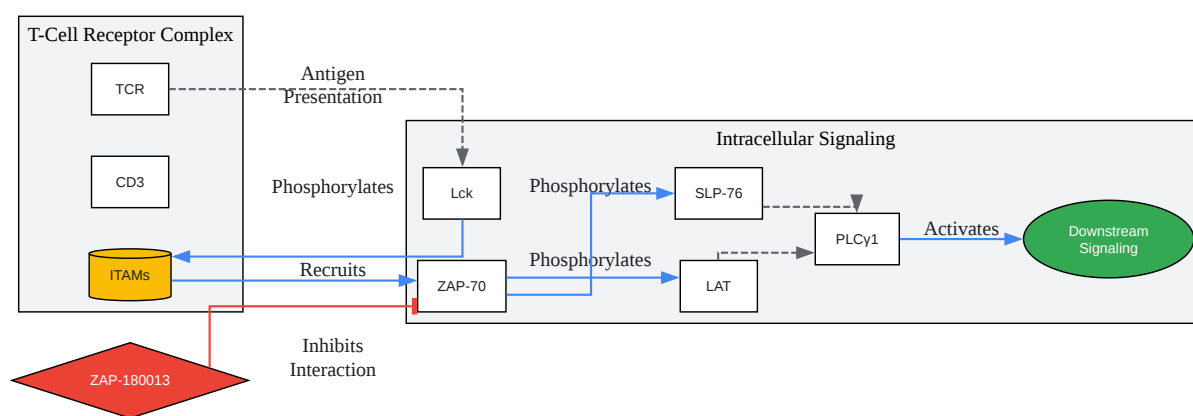 T-Cell Receptor Complex
TCR
Antigen
Presentation
Intracellular Signaling
CD3
Phosphorylates
Lck
Phosphorylates
SLP-76
PLCγ1
Activates
Downstream
Signaling
ITAMs
Recruits
ZAP-70
Phosphorylates
LAT
Inhibits
Interaction
ZAP-180013